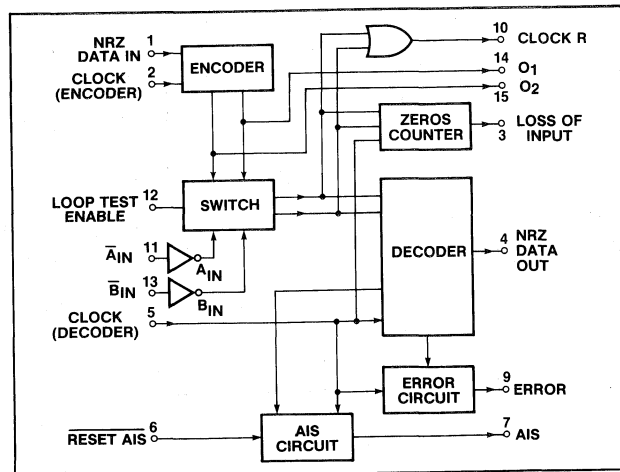 NRZ 1
DATA IN
CLOCK 2
(ENCODER)
ENCODER
10
CLOCK R
14
O1
O2
15
ZEROS
COUNTER
LOSS OF
3 INPUT
LOOP TEST 12
ENABLE
SWITCH
A̅IN 11
AIN
B̅IN 13
BIN
CLOCK
(DECODER) 5
DECODER
4 NRZ
DATA
OUT
ERROR
CIRCUIT
9
ERROR
R̅E̅S̅E̅T̅ A̅I̅S̅ 6
AIS
CIRCUIT
7
AIS